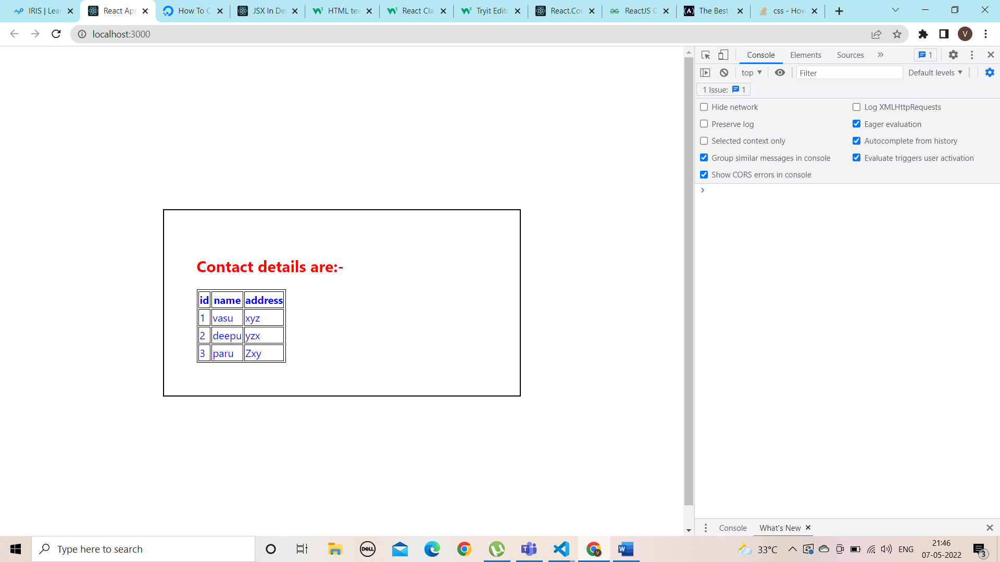 IRIS | Lear
React App
How To C
JSX In De
HTML tex
React Cla
Tryit Edito
React.Cor
ReactJS C
The Best
css - How
localhost:3000
V
Console Elements Sources 1
top Filter Default levels
1 Issue: 1
Hide network Log XMLHttpRequests
Preserve log Eager evaluation
Selected context only Autocomplete from history
Group similar messages in console Evaluate triggers user activation
Show CORS errors in console
Contact details are:-
id name address
1 vasu xyz
2 deepu yzx
3 paru Zxy
Console What's New
Type here to search
DELL
33°C
ENG
21:46
07-05-2022
3